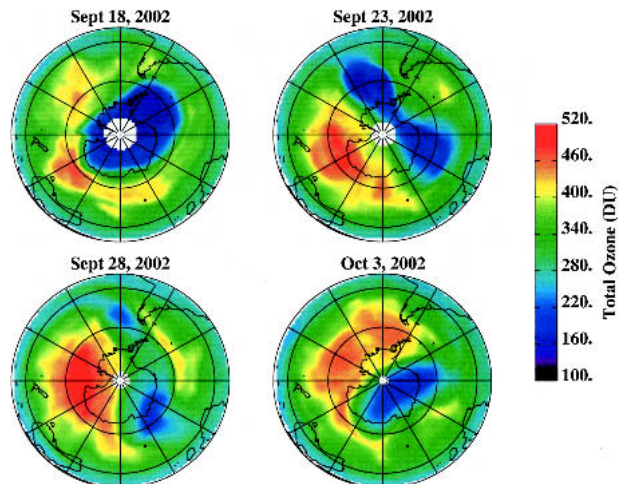 Sept 18, 2002
Sept 23, 2002
Sept 28, 2002
Oct 3, 2002
520.
460.
400.
340.
280.
220.
160.
100.
Total Ozone (DU)